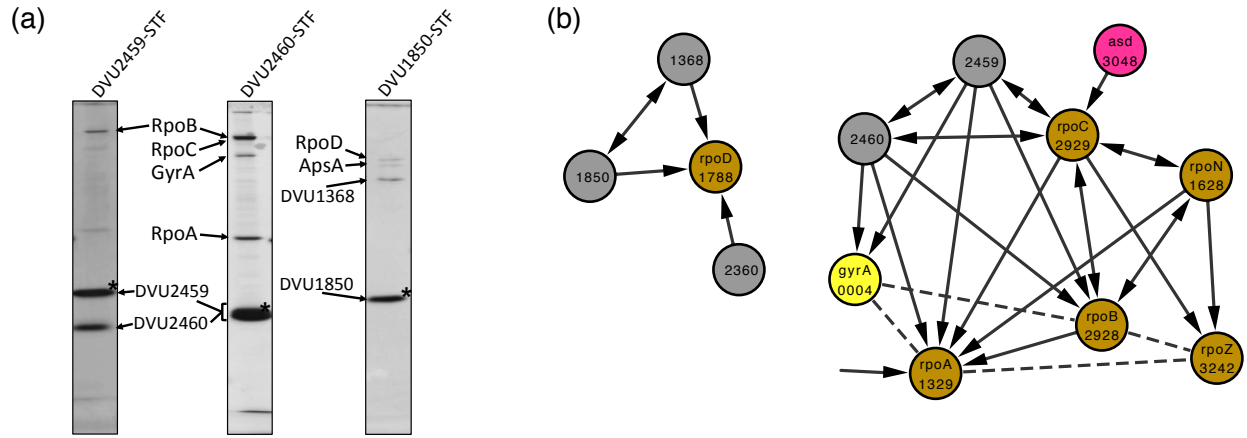 (a)
DVU2459-STF
DVU2460-STF
DVU1850-STF
RpoB
RpoC
GyrA
RpoA
DVU2459
DVU2460
*
*
RpoD
ApsA
DVU1368
DVU1850
*
(b)
1368
1850
rpoD
1788
2360
2459
asd
3048
2460
rpoC
2929
rpoN
1628
gyrA
0004
rpoB
2928
rpoZ
3242
rpoA
1329